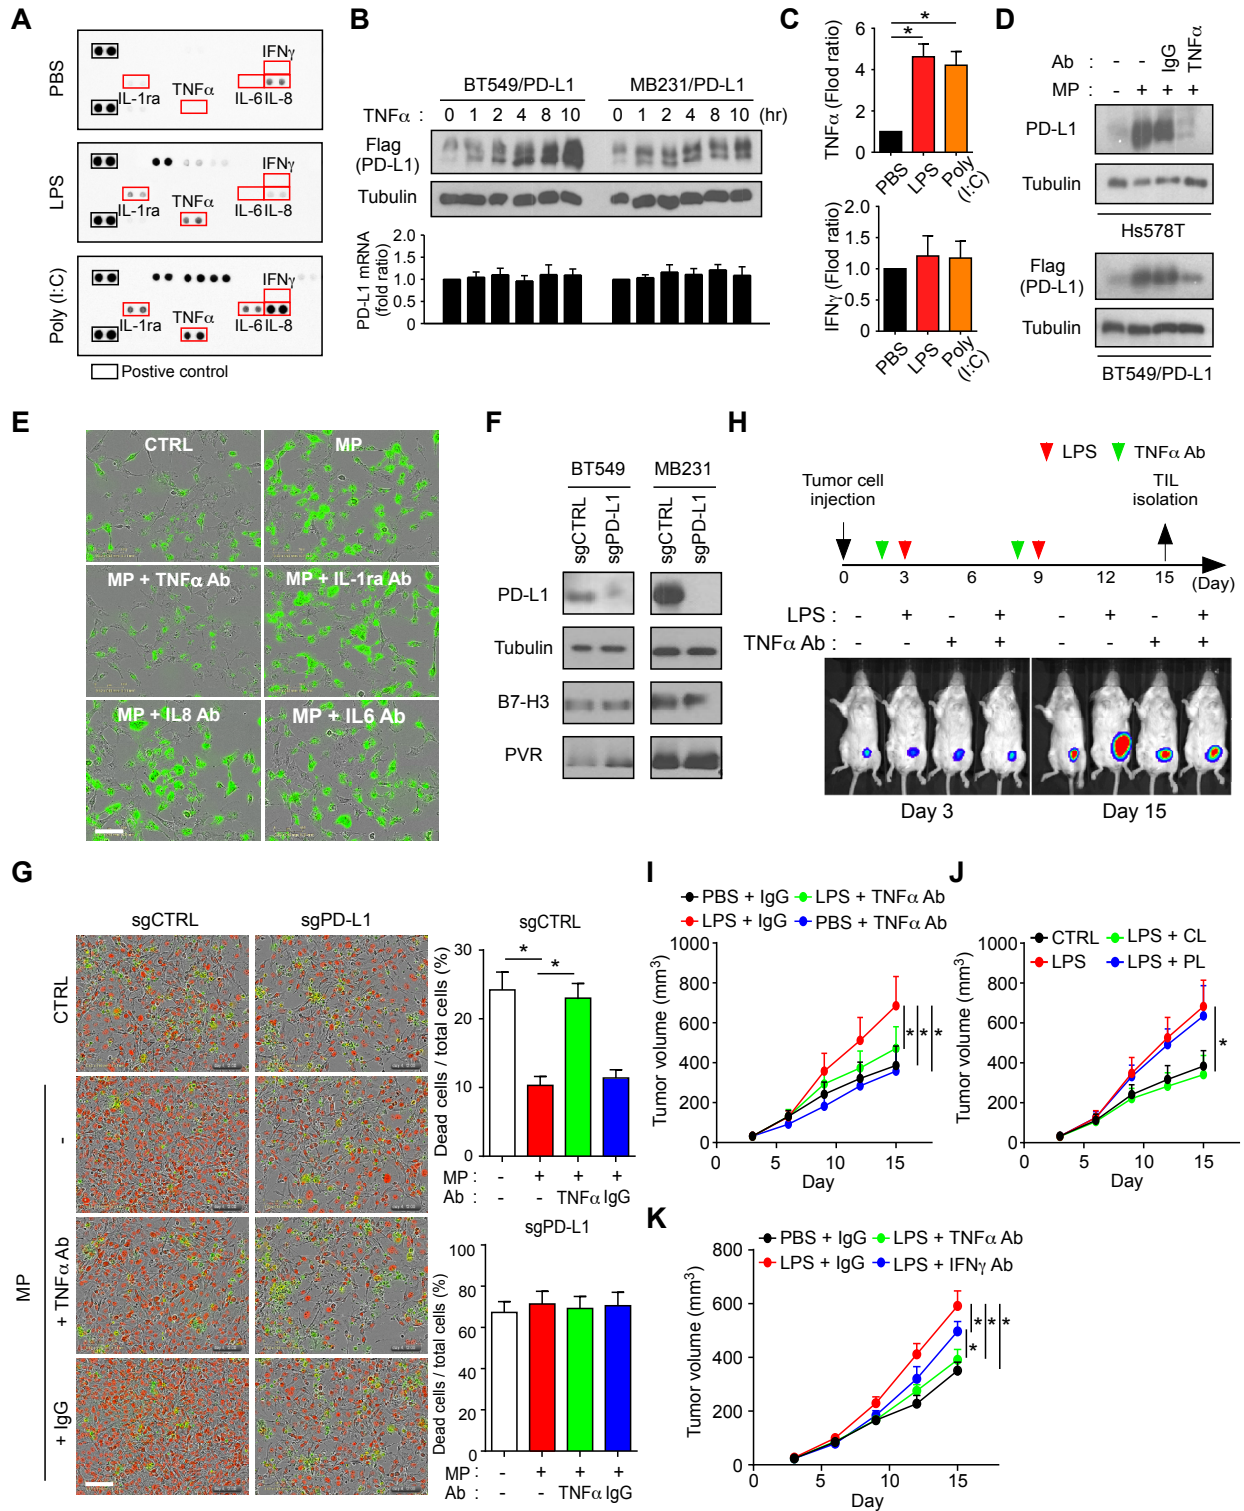 A
PBS
IFNγ
IL-1ra
TNFα
IL-6 IL-8
LPS
IFNγ
IL-1ra
TNFα
IL-6 IL-8
Poly (I:C)
IFNγ
IL-1ra
TNFα
IL-6 IL-8
Postive control
B
BT549/PD-L1 MB231/PD-L1
TNFα : 0 1 2 4 8 10 0 1 2 4 8 10 (hr)
Flag
(PD-L1)
Tubulin
PD-L1 mRNA
(fold ratio)
2.0
1.5
1.0
0.5
0.0
C
TNFα (Flod ratio)
6
4
2
0
PBS
LPS
Poly
(I:C)
* *
IFNγ (Flod ratio)
2.0
1.5
1.0
0.5
0.0
PBS
LPS
Poly
(I:C)
D
Ab : - - IgG TNFα
MP : - + + +
PD-L1
Tubulin
Hs578T
Flag
(PD-L1)
Tubulin
BT549/PD-L1
E
CTRL MP
MP + TNFα Ab MP + IL-1ra Ab
MP + IL8 Ab MP + IL6 Ab
F
BT549 MB231
sgCTRL sgPD-L1 sgCTRL sgPD-L1
PD-L1
Tubulin
B7-H3
PVR
H
LPS TNFα Ab
Tumor cell
injection
TIL
isolation
0 3 6 9 12 15 (Day)
LPS : - + - + - + - +
TNFα Ab : - - + + - - + +
Day 3 Day 15
G
sgCTRL sgPD-L1
CTRL
MP
-
+ TNFα Ab
+ IgG
sgCTRL
Dead cells / total cells (%)
30
20
10
0
* *
MP : - + + +
Ab : - - TNFα IgG
sgPD-L1
Dead cells / total cells (%)
100
80
60
40
20
0
MP : - + + +
Ab : - - TNFα IgG
I
PBS + IgG LPS + TNFα Ab
LPS + IgG PBS + TNFα Ab
Tumor volume (mm³)
1000
800
600
400
200
0
* * *
0 5 10 15
Day
J
CTRL LPS + CL
LPS LPS + PL
Tumor volume (mm³)
1000
800
600
400
200
0
*
0 5 10 15
Day
K
PBS + IgG LPS + TNFα Ab
LPS + IgG LPS + IFNγ Ab
Tumor volume (mm³)
800
600
400
200
0
* * *
*
0 5 10 15
Day